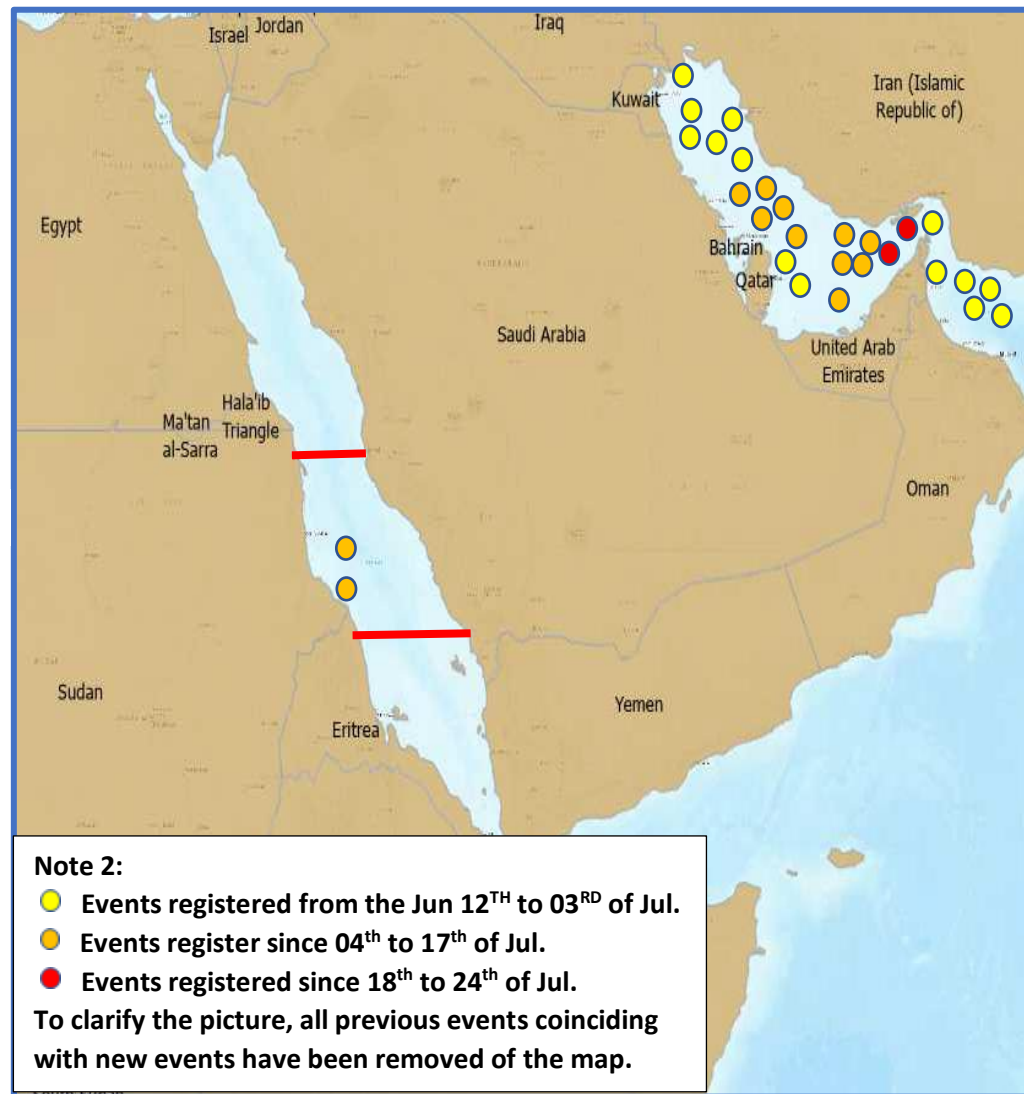 Israel
Jordan
Iraq
Kuwait
Iran (Islamic
Republic of)
Egypt
Bahrain
Qatar
Saudi Arabia
United Arab
Emirates
Hala'ib
Triangle
Ma'tan
al-Sarra
Oman
Sudan
Yemen
Eritrea
Note 2:
Events registered from the Jun 12TH to 03RD of Jul.
Events register since 04th to 17th of Jul.
Events registered since 18th to 24th of Jul.
To clarify the picture, all previous events coinciding
with new events have been removed of the map.